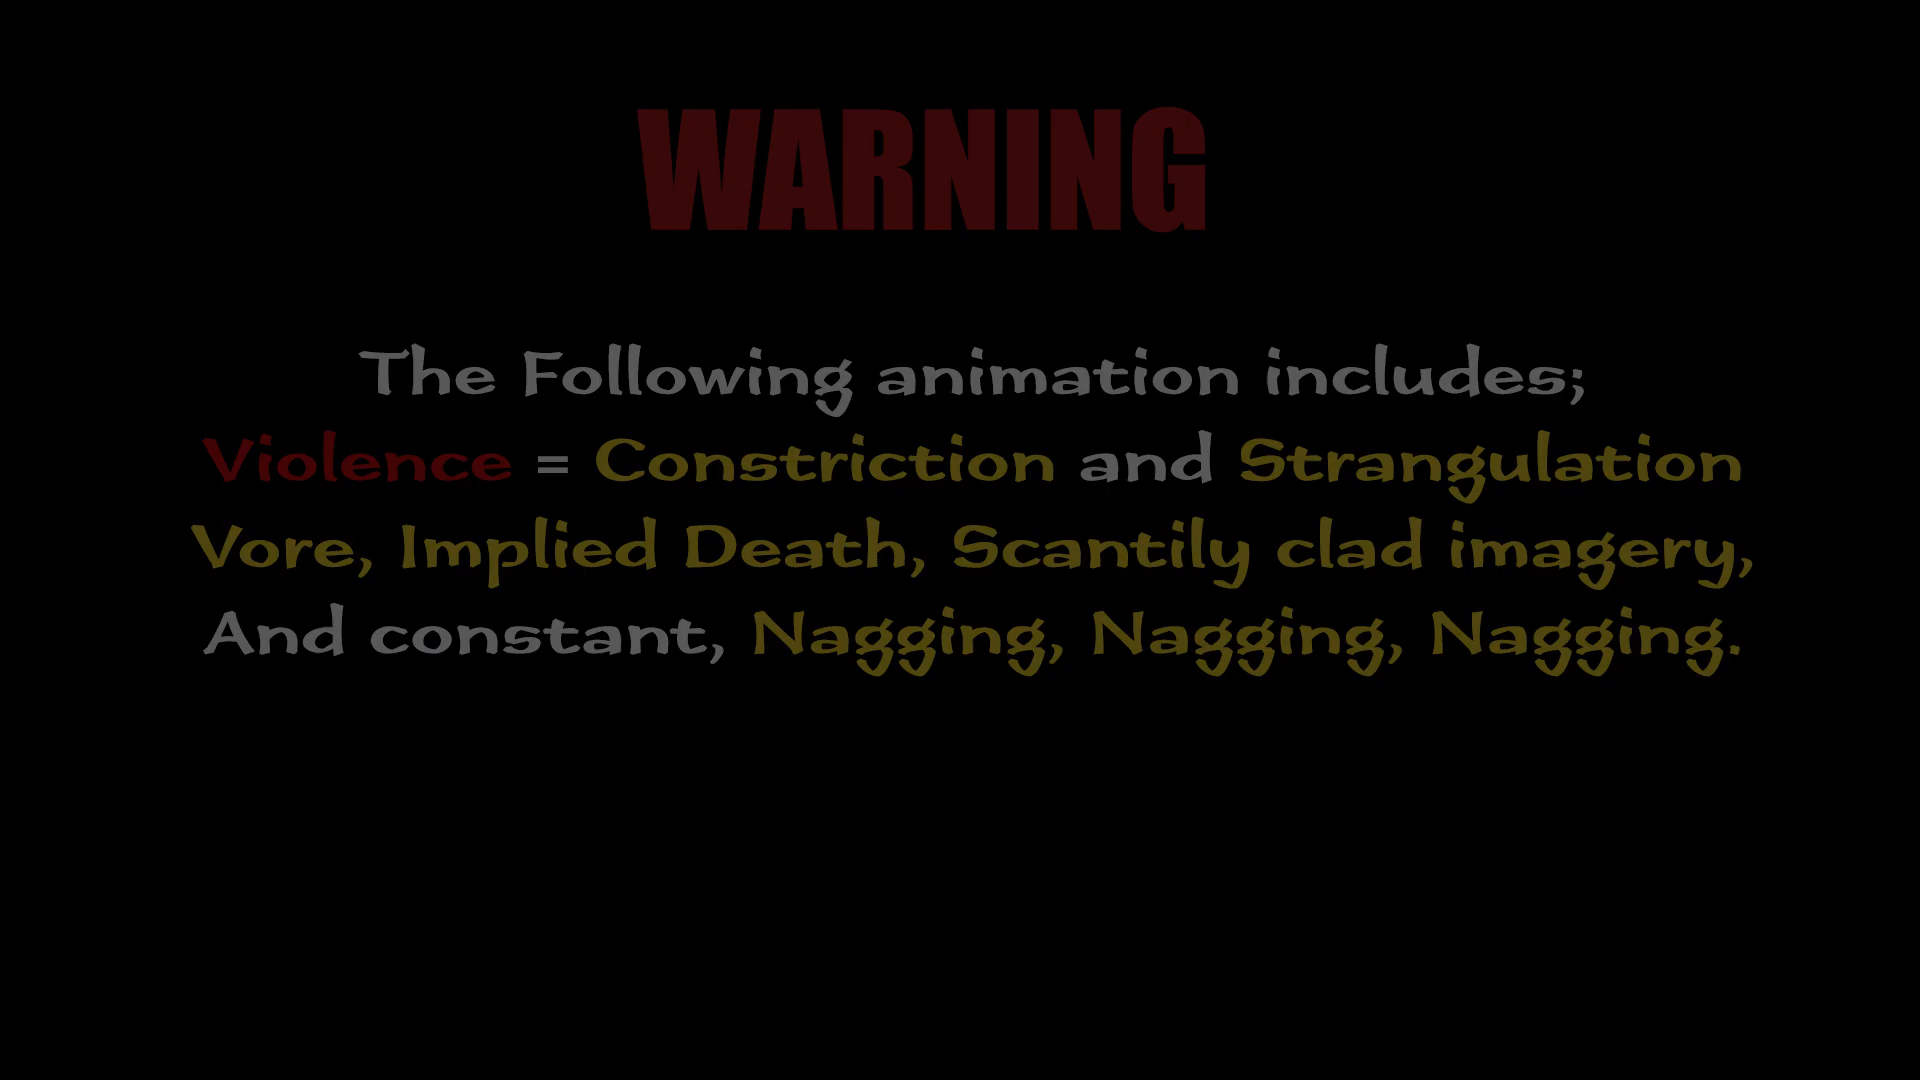 WARNING
The Following animation includes;
Violence = Constriction and Strangulation
Vore, Implied Death, Scantily clad imagery,
And constant, Nagging, Nagging, Nagging.